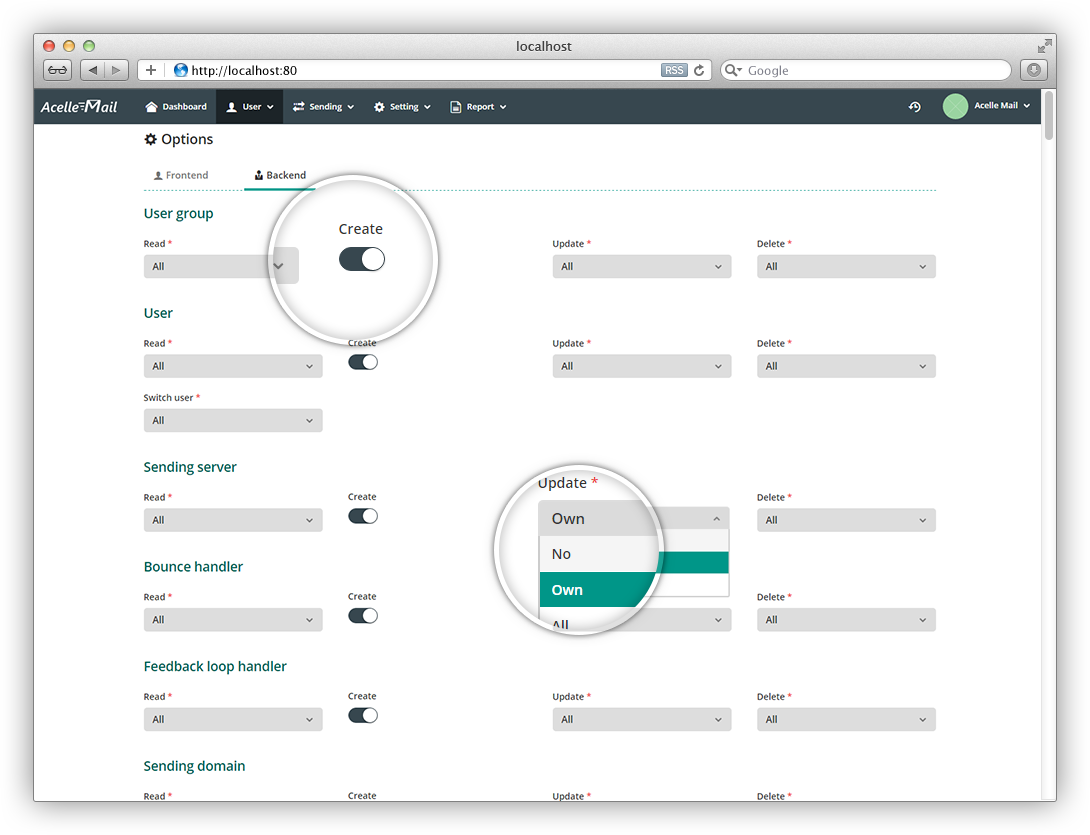 localhost
http://localhost:80 RSS Google
Acelle Mail Dashboard User Sending Setting Report Acelle Mail
Options
Frontend Backend
User group
Read * Create Update * Delete *
All All All
User
Read * Create Update * Delete *
All All All
Switch user *
All
Sending server
Read * Create Update * Delete *
All Own All
No
Own
All
Bounce handler
Read * Create Delete *
All All
Feedback loop handler
Read * Create Update * Delete *
All All All
Sending domain
Read * Create Update * Delete *